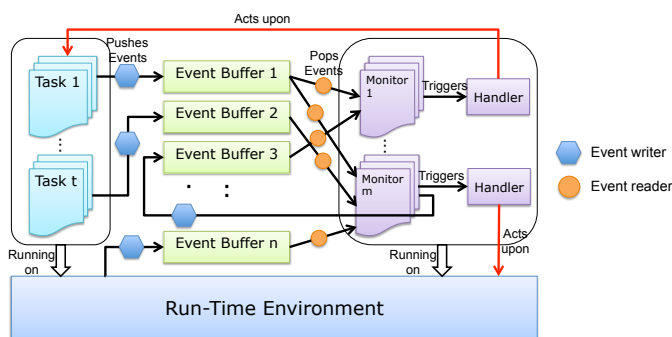 Acts upon
Pushes
Events
Pops
Events
Task 1
Event Buffer 1
Monitor
1
Triggers
Handler
Event Buffer 2
Event writer
Event Buffer 3
Task t
Monitor
m
Triggers
Handler
Event reader
Event Buffer n
Running
on
Running
on
Acts
upon
Run-Time Environment